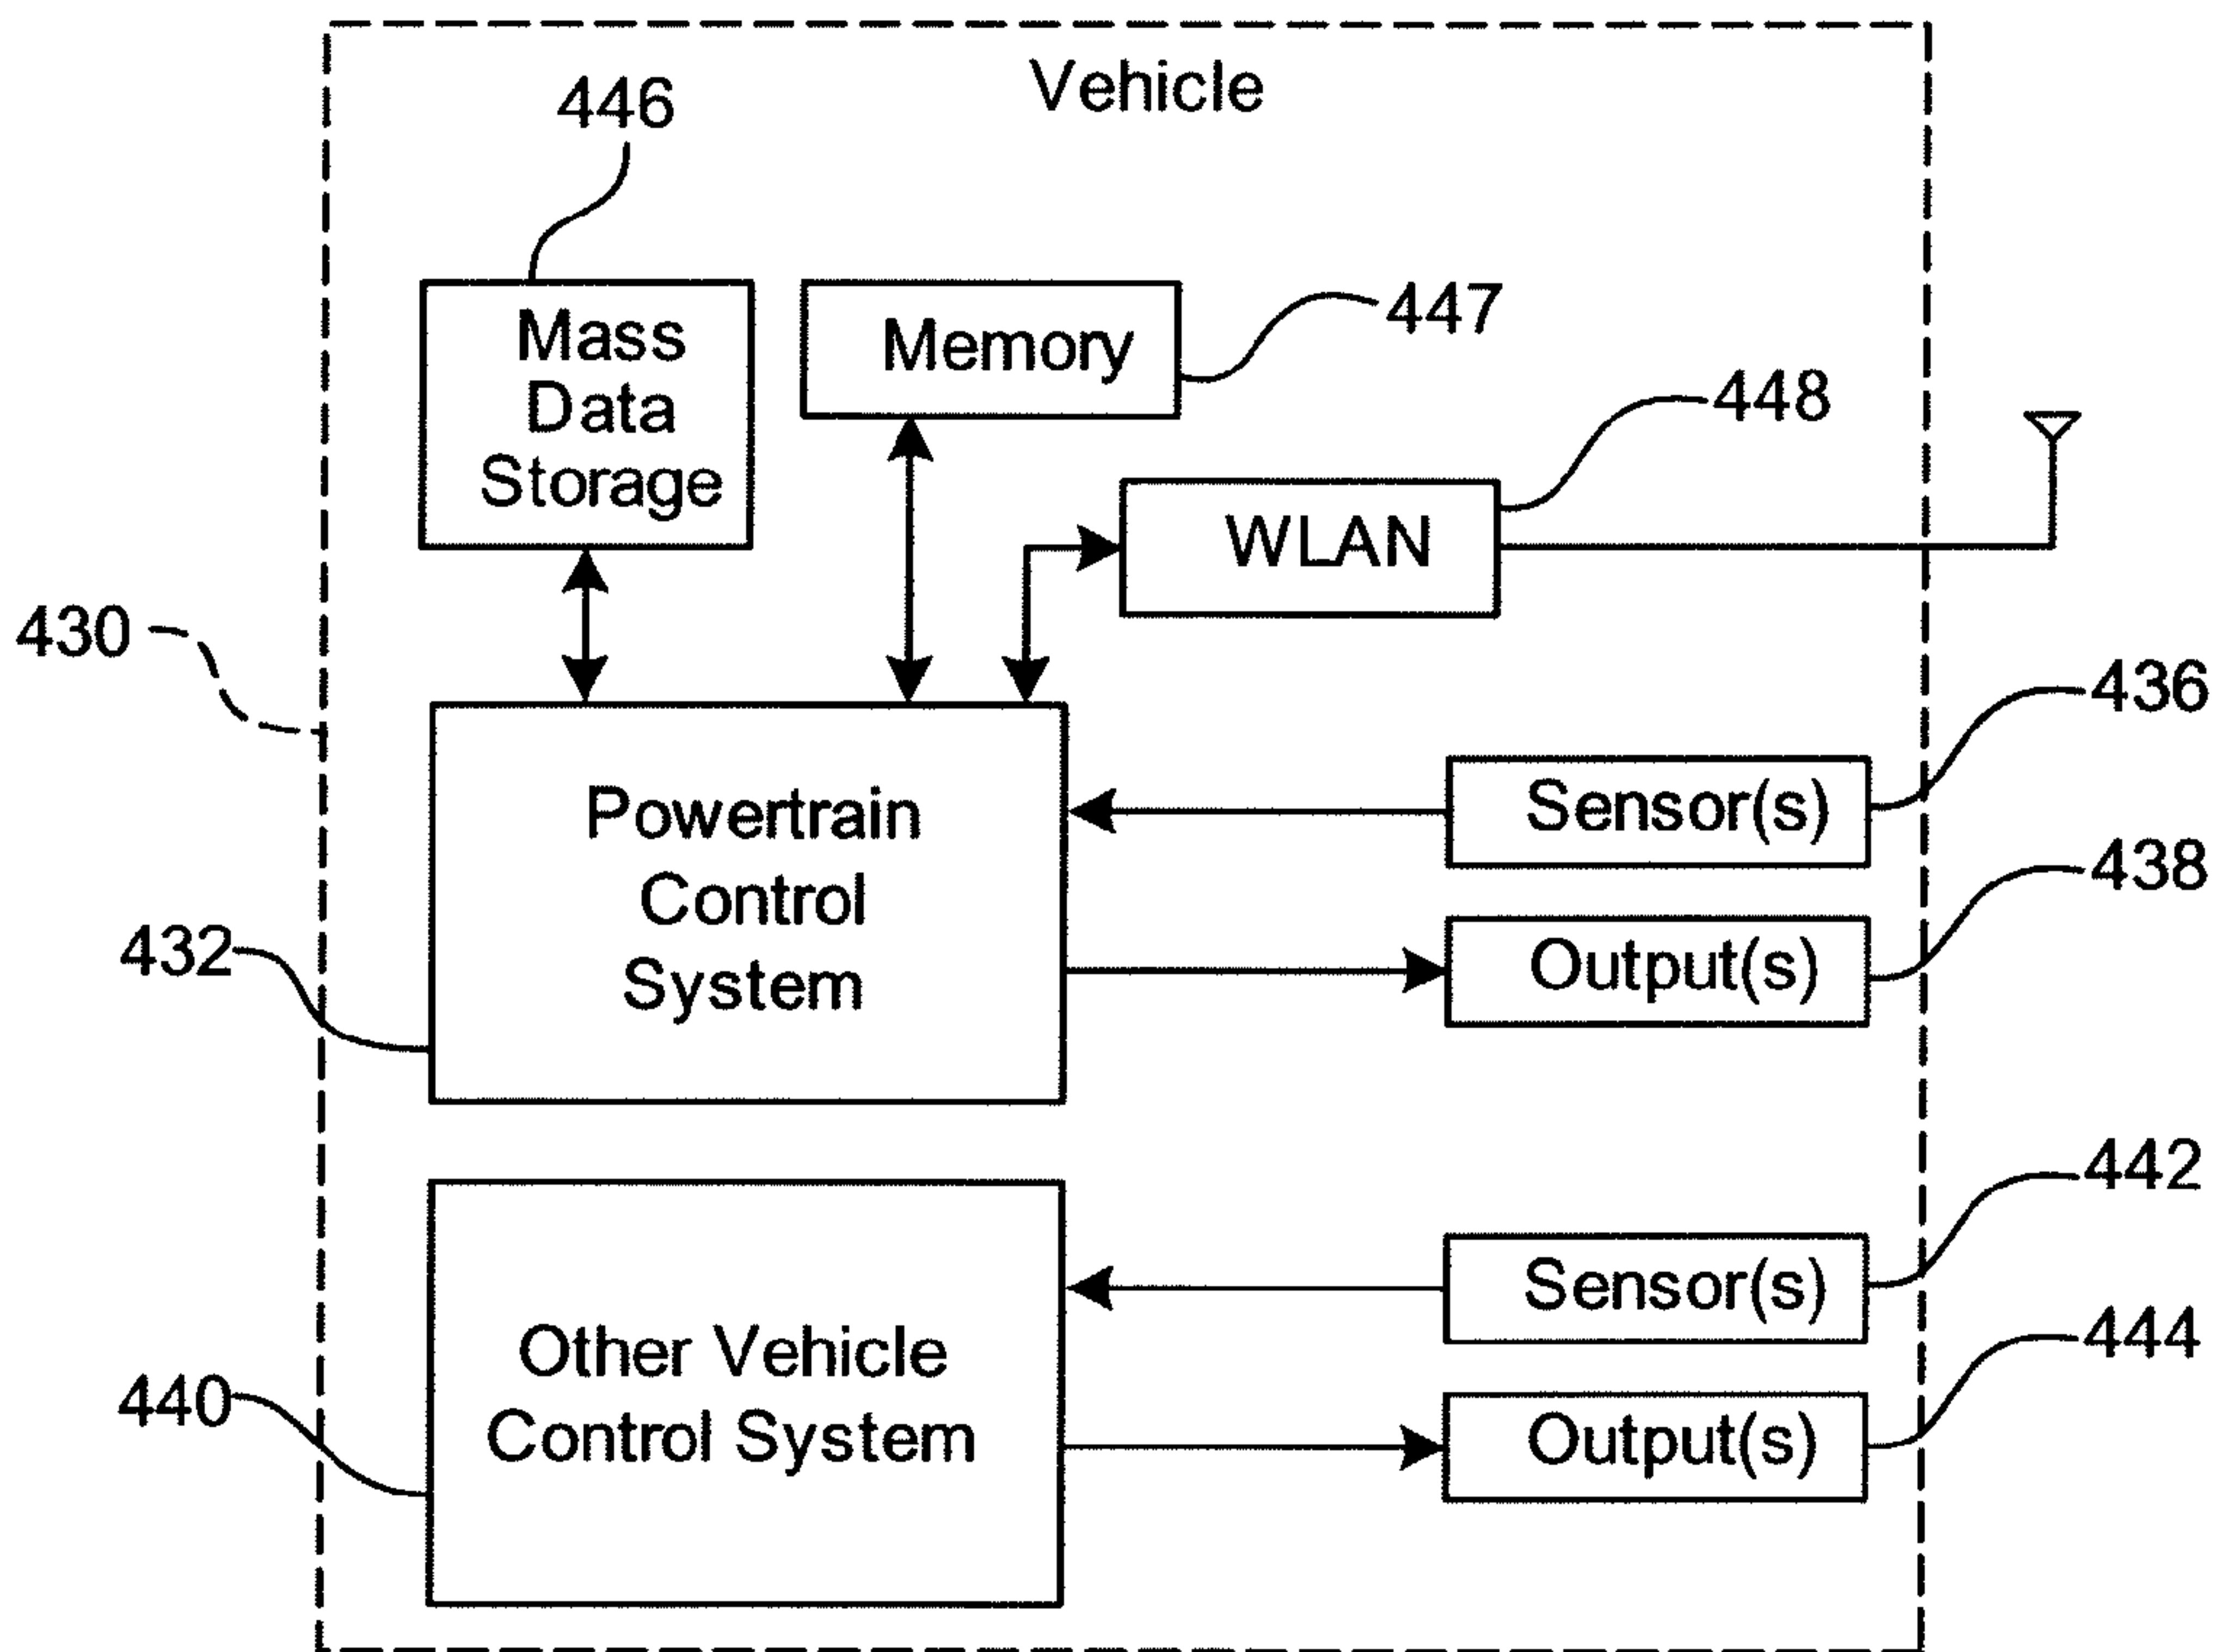 Vehicle
446
Mass
Data
Storage
Memory
447
448
WLAN
430
436
Sensor(s)
Powertrain
Control
System
438
Output(s)
432
442
Sensor(s)
Other Vehicle
Control System
444
Output(s)
440